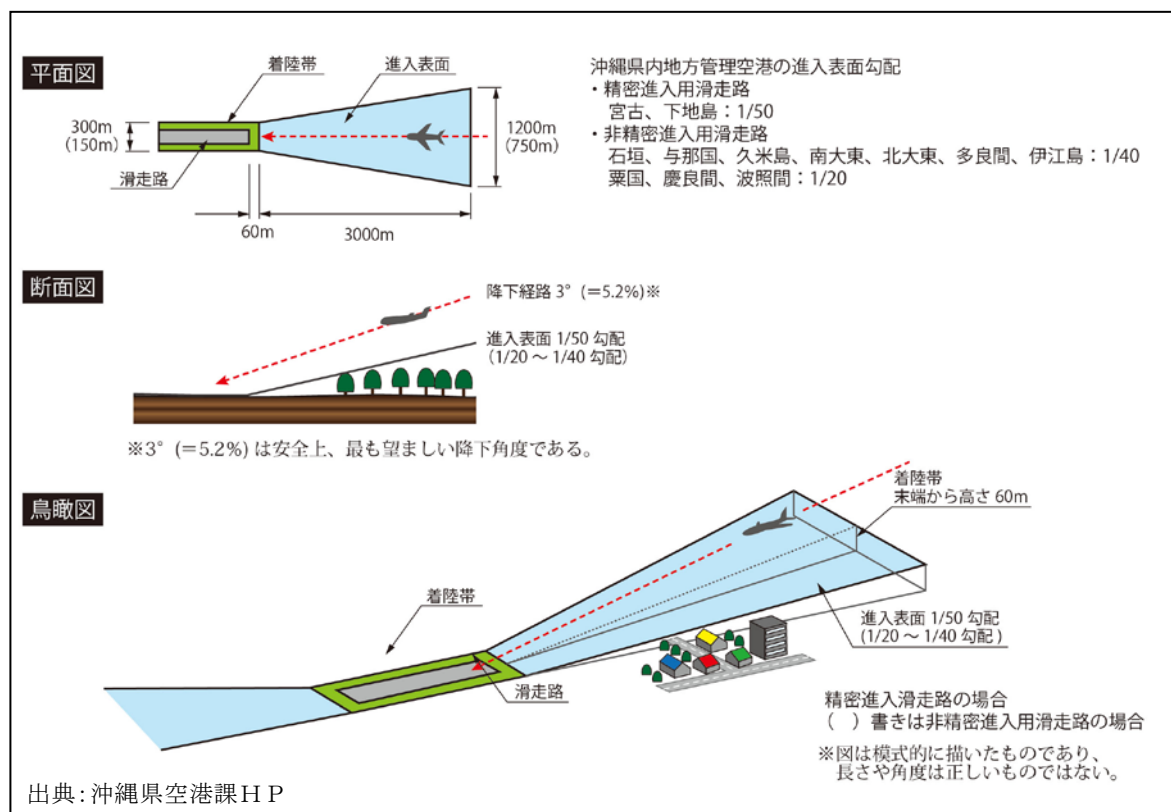 平面図
着陸帯
進入表面
300m
(150m)
1200m
(750m)
滑走路
60m
3000m
沖縄県内地方管理空港の進入表面勾配
・精密進入用滑走路
宮古、下地島：1/50
・非精密進入用滑走路
石垣、与那国、久米島、南大東、北大東、多良間、伊江島：1/40
粟国、慶良間、波照間：1/20
断面図
降下経路 3°(=5.2%)※
進入表面 1/50 勾配
(1/20 ～ 1/40 勾配)
※3°(＝5.2%) は安全上、最も望ましい降下角度である。
鳥瞰図
着陸帯
末端から高さ 60m
着陸帯
進入表面 1/50 勾配
(1/20 ～ 1/40 勾配 )
滑走路
精密進入滑走路の場合
（　）書きは非精密進入用滑走路の場合
※図は模式的に描いたものであり、
長さや角度は正しいものではない。
出典：沖縄県空港課ＨＰ